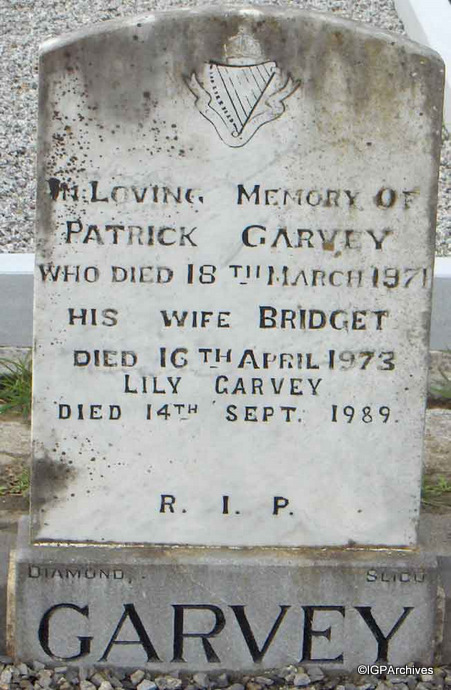 IN LOVING MEMORY OF
PATRICK GARVEY
WHO DIED 18TH MARCH 1971
HIS WIFE BRIDGET
DIED 16TH APRIL 1973
LILY GARVEY
DIED 14TH SEPT. 1989.
R. I. P.
DIAMOND, SLIGO
GARVEY
©IGPArchives